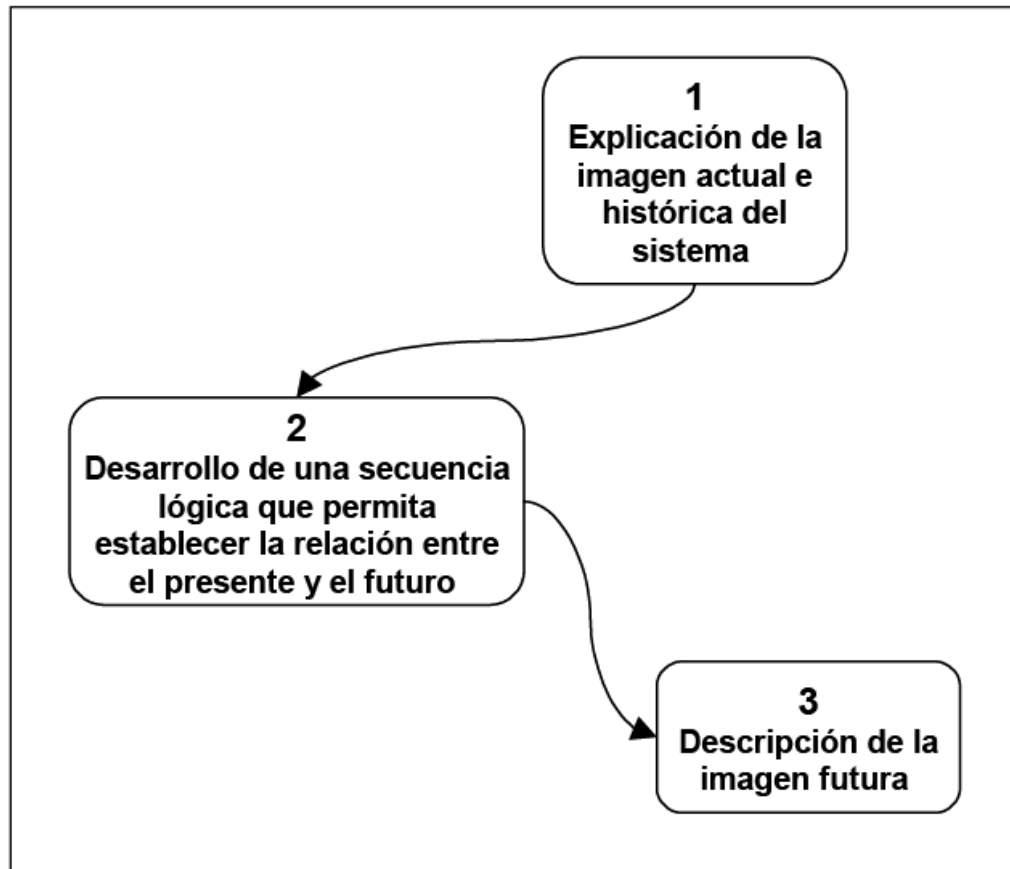 1
Explicación de la
imagen actual e
histórica del
sistema
2
Desarrollo de una secuencia
lógica que permita
establecer la relación entre
el presente y el futuro
3
Descripción de la
imagen futura